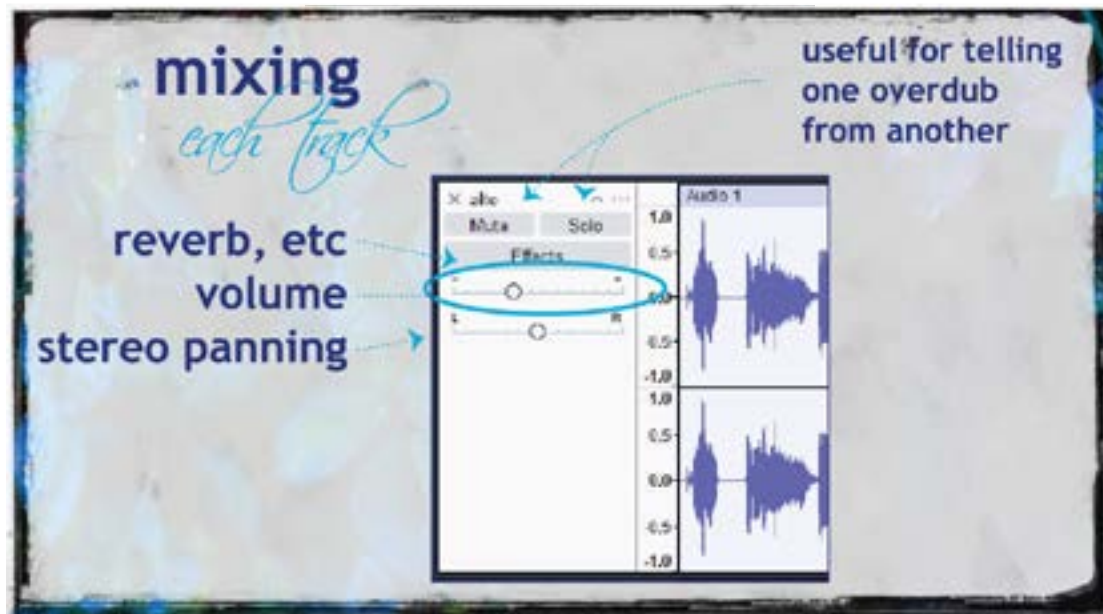 mixing
each track
useful for telling
one overdub
from another
reverb, etc
volume
stereo panning
× alto
Mute Solo
Effects
- +
L R
Audio 1
1.0
0.5
0.0
-0.5
-1.0
1.0
0.5
0.0
-0.5
-1.0